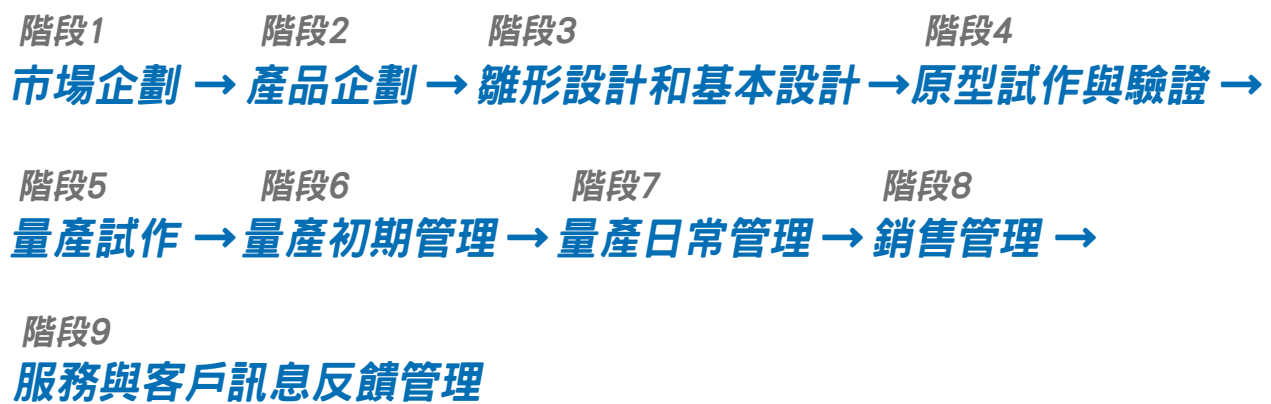 階段1 階段2 階段3 階段4
市場企劃 → 產品企劃 → 雛形設計和基本設計 → 原型試作與驗證 →
階段5 階段6 階段7 階段8
量產試作 → 量產初期管理 → 量產日常管理 → 銷售管理 →
階段9
服務與客戶訊息反饋管理